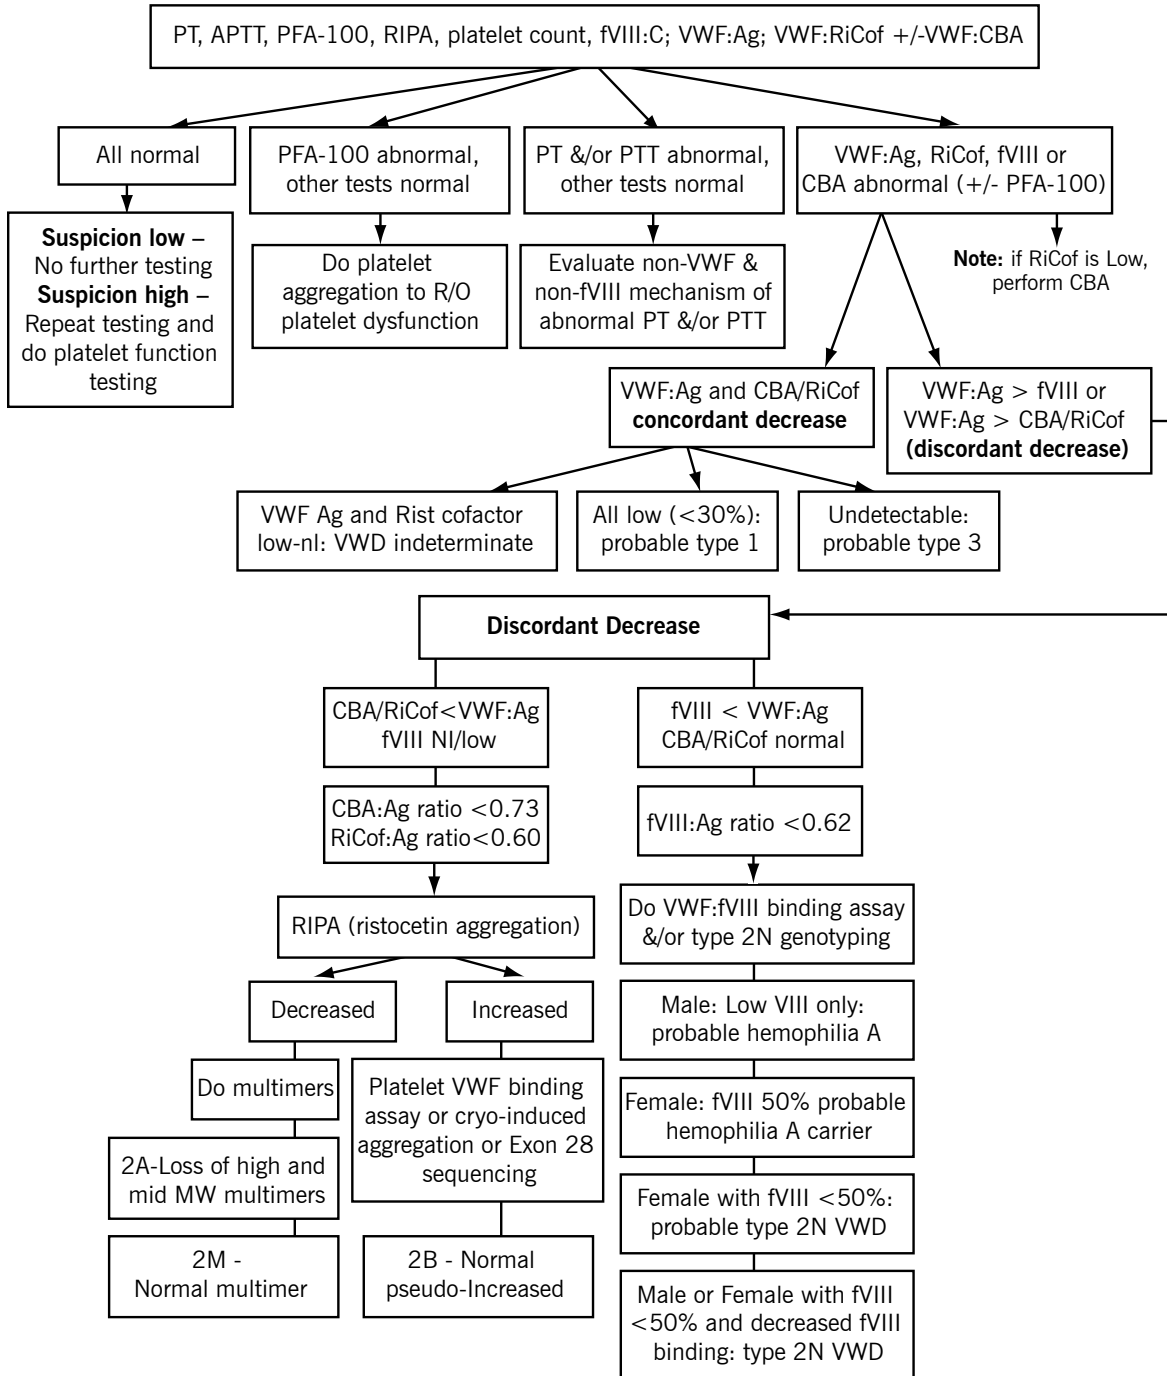 PT, APTT, PFA-100, RIPA, platelet count, fVIII:C; VWF:Ag; VWF:RiCof +/-VWF:CBA
All normal
PFA-100 abnormal,
other tests normal
PT &/or PTT abnormal,
other tests normal
VWF:Ag, RiCof, fVIII or
CBA abnormal (+/- PFA-100)
Suspicion low –
No further testing
Suspicion high –
Repeat testing and
do platelet function
testing
Do platelet
aggregation to R/O
platelet dysfunction
Evaluate non-VWF &
non-fVIII mechanism of
abnormal PT &/or PTT
Note: if RiCof is Low,
perform CBA
VWF:Ag and CBA/RiCof
concordant decrease
VWF:Ag > fVIII or
VWF:Ag > CBA/RiCof
(discordant decrease)
VWF Ag and Rist cofactor
low-nl: VWD indeterminate
All low (<30%):
probable type 1
Undetectable:
probable type 3
Discordant Decrease
CBA/RiCof<VWF:Ag
fVIII Nl/low
CBA:Ag ratio <0.73
RiCof:Ag ratio<0.60
RIPA (ristocetin aggregation)
Decreased
Increased
Do multimers
2A-Loss of high and
mid MW multimers
2M -
Normal multimer
Platelet VWF binding
assay or cryo-induced
aggregation or Exon 28
sequencing
2B - Normal
pseudo-Increased
fVIII < VWF:Ag
CBA/RiCof normal
fVIII:Ag ratio <0.62
Do VWF:fVIII binding assay
&/or type 2N genotyping
Male: Low VIII only:
probable hemophilia A
Female: fVIII 50% probable
hemophilia A carrier
Female with fVIII <50%:
probable type 2N VWD
Male or Female with fVIII
<50% and decreased fVIII
binding: type 2N VWD